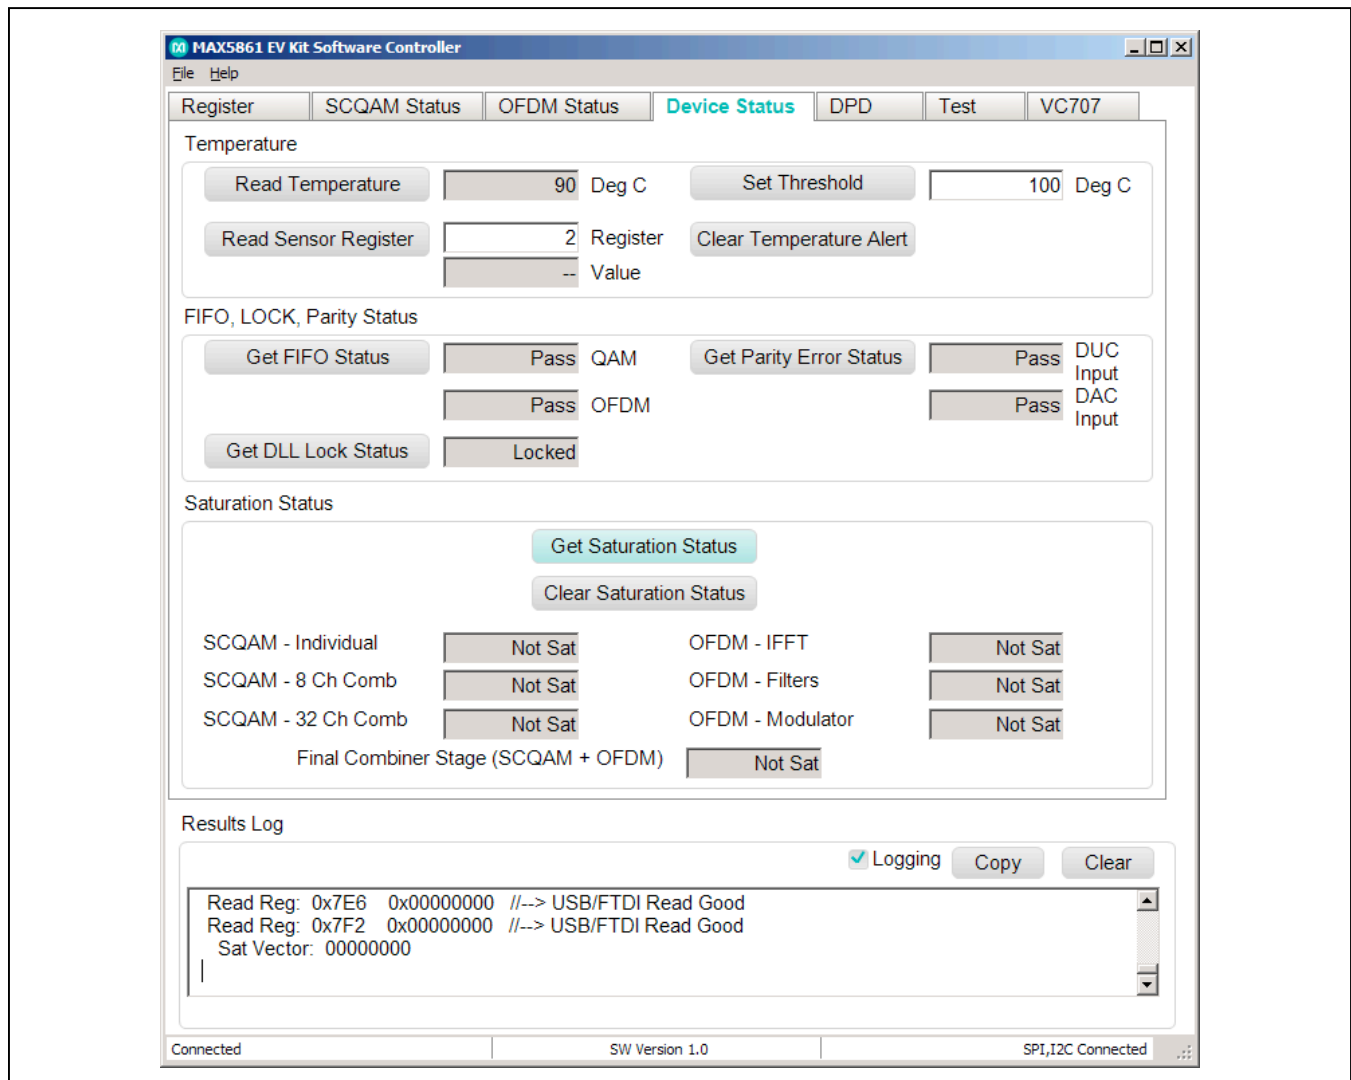 MAX5861 EV Kit Software Controller
File Help
Register SCQAM Status OFDM Status Device Status DPD Test VC707
Temperature
Read Temperature 90 Deg C Set Threshold 100 Deg C
Read Sensor Register 2 Register Clear Temperature Alert
-- Value
FIFO, LOCK, Parity Status
Get FIFO Status Pass QAM Get Parity Error Status Pass DUC Input
Pass OFDM Pass DAC Input
Get DLL Lock Status Locked
Saturation Status
Get Saturation Status
Clear Saturation Status
SCQAM - Individual Not Sat OFDM - IFFT Not Sat
SCQAM - 8 Ch Comb Not Sat OFDM - Filters Not Sat
SCQAM - 32 Ch Comb Not Sat OFDM - Modulator Not Sat
Final Combiner Stage (SCQAM + OFDM) Not Sat
Results Log
Logging Copy Clear
Read Reg: 0x7E6 0x00000000 //--> USB/FTDI Read Good
Read Reg: 0x7F2 0x00000000 //--> USB/FTDI Read Good
Sat Vector: 00000000
Connected SW Version 1.0 SPI,I2C Connected